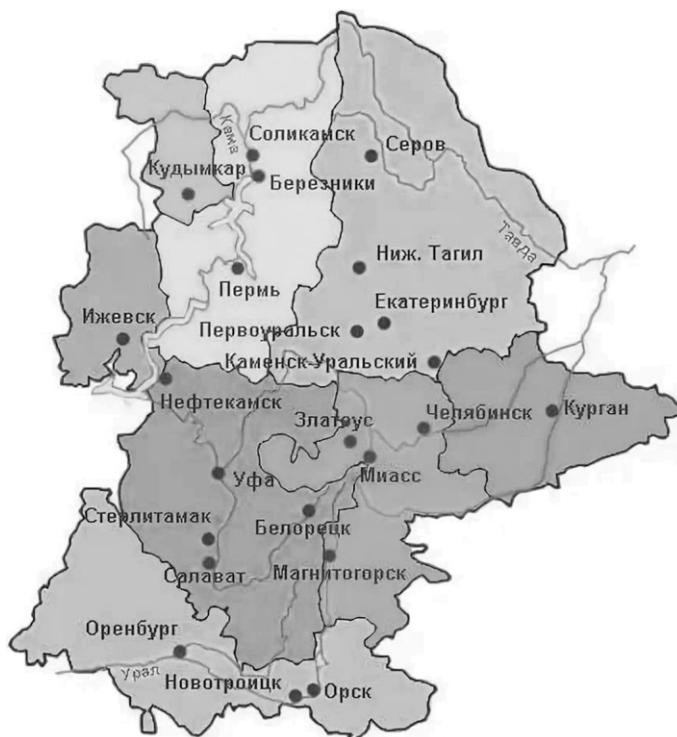 Кама
Соликамск
Серов
Кудымкар
Березники
Тавда
Ниж. Тагил
Пермь
Екатеринбург
Ижевск
Первоуральск
Каменск-Уральский
Нефтекамск
Златоус
Челябинск
Курган
Уфа
Миасс
Стерлитамак
Белорецк
Салават
Магнитогорск
Оренбург
Урал
Новотроицк
Орск